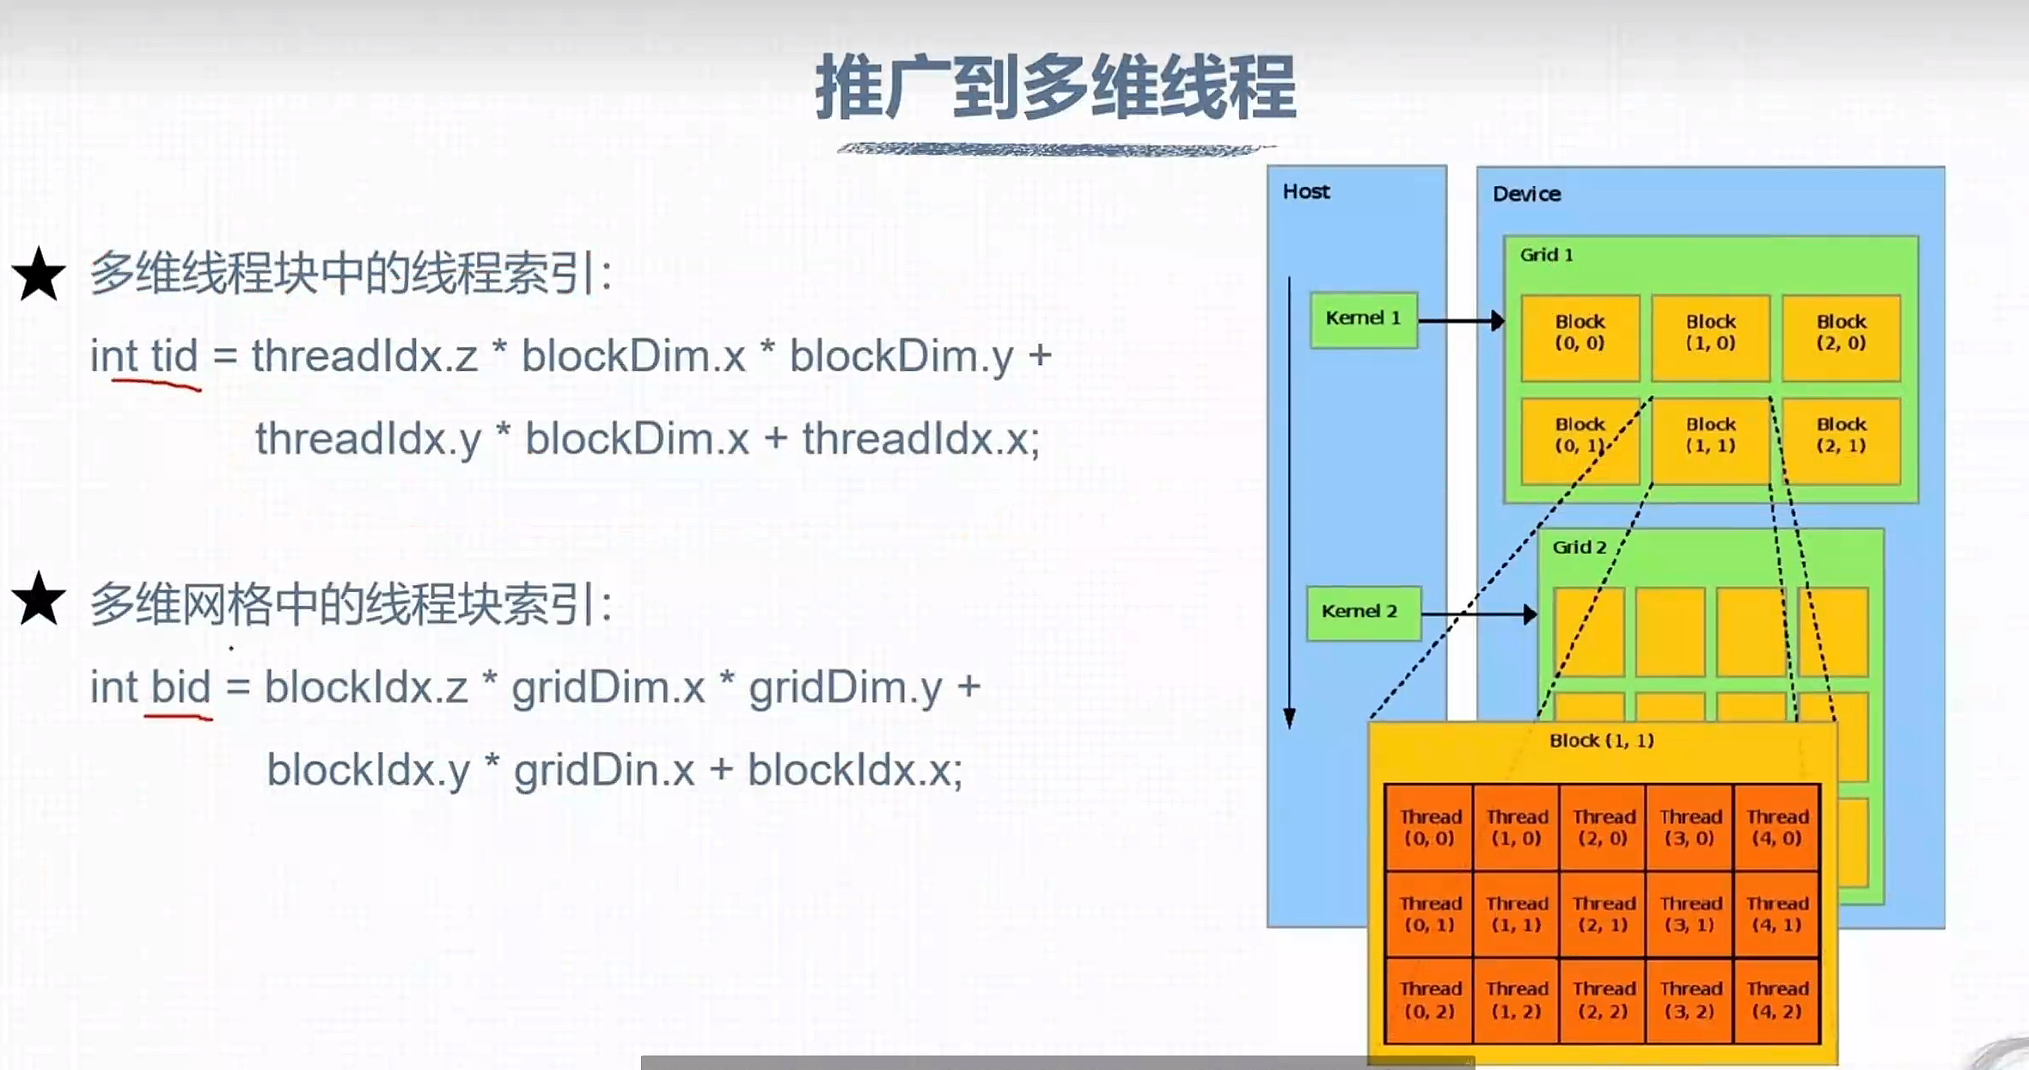 推广到多维线程
★ 多维线程块中的线程索引：
int tid = threadIdx.z * blockDim.x * blockDim.y +
threadIdx.y * blockDim.x + threadIdx.x;
★ 多维网格中的线程块索引：
int bid = blockIdx.z * gridDim.x * gridDim.y +
blockIdx.y * gridDin.x + blockIdx.x;
Host
Device
Grid 1
Kernel 1
Block (0, 0)
Block (1, 0)
Block (2, 0)
Block (0, 1)
Block (1, 1)
Block (2, 1)
Grid 2
Kernel 2
Block (1, 1)
Thread (0, 0)
Thread (1, 0)
Thread (2, 0)
Thread (3, 0)
Thread (4, 0)
Thread (0, 1)
Thread (1, 1)
Thread (2, 1)
Thread (3, 1)
Thread (4, 1)
Thread (0, 2)
Thread (1, 2)
Thread (2, 2)
Thread (3, 2)
Thread (4, 2)